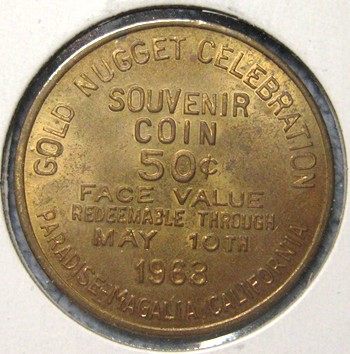 GOLD NUGGET CELEBRATION
SOUVENIR
COIN
50¢
FACE VALUE
REDEEMABLE THROUGH
MAY 10TH
1968
PARADISE-MAGALIA, CALIFORNIA